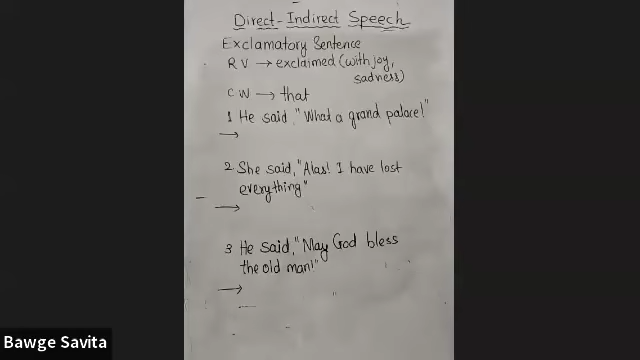 Direct-Indirect Speech
Exclamatory Sentence
RV → exclaimed (with joy,
sadness)
CW → that
1 He said, "What a grand palace!"
→
2. She said, "Alas! I have lost
everything"
→
3 He said, "May God bless
the old man!"
→
Bawge Savita